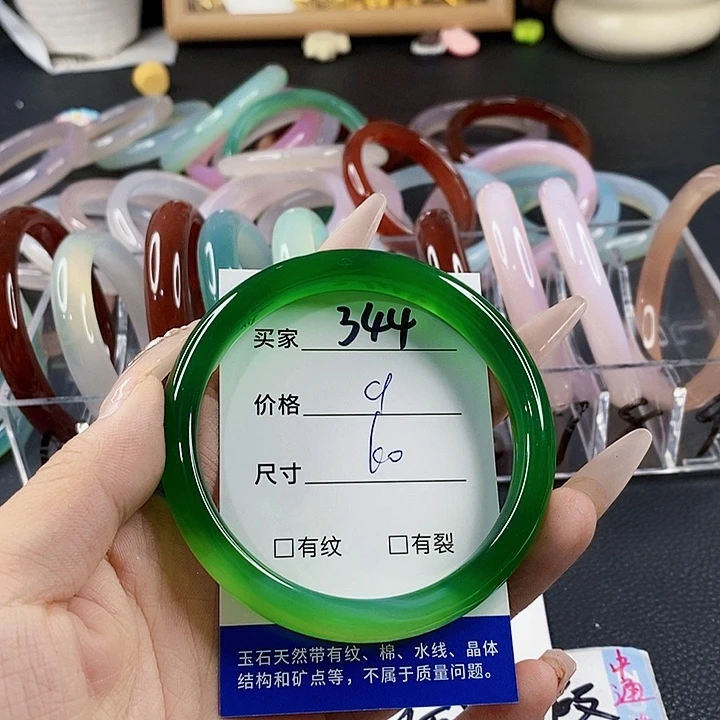 买家 344
价格 9
尺寸 60
□有纹 □有裂
玉石天然带有纹、棉、水线、晶体
结构和矿点等，不属于质量问题。
中通